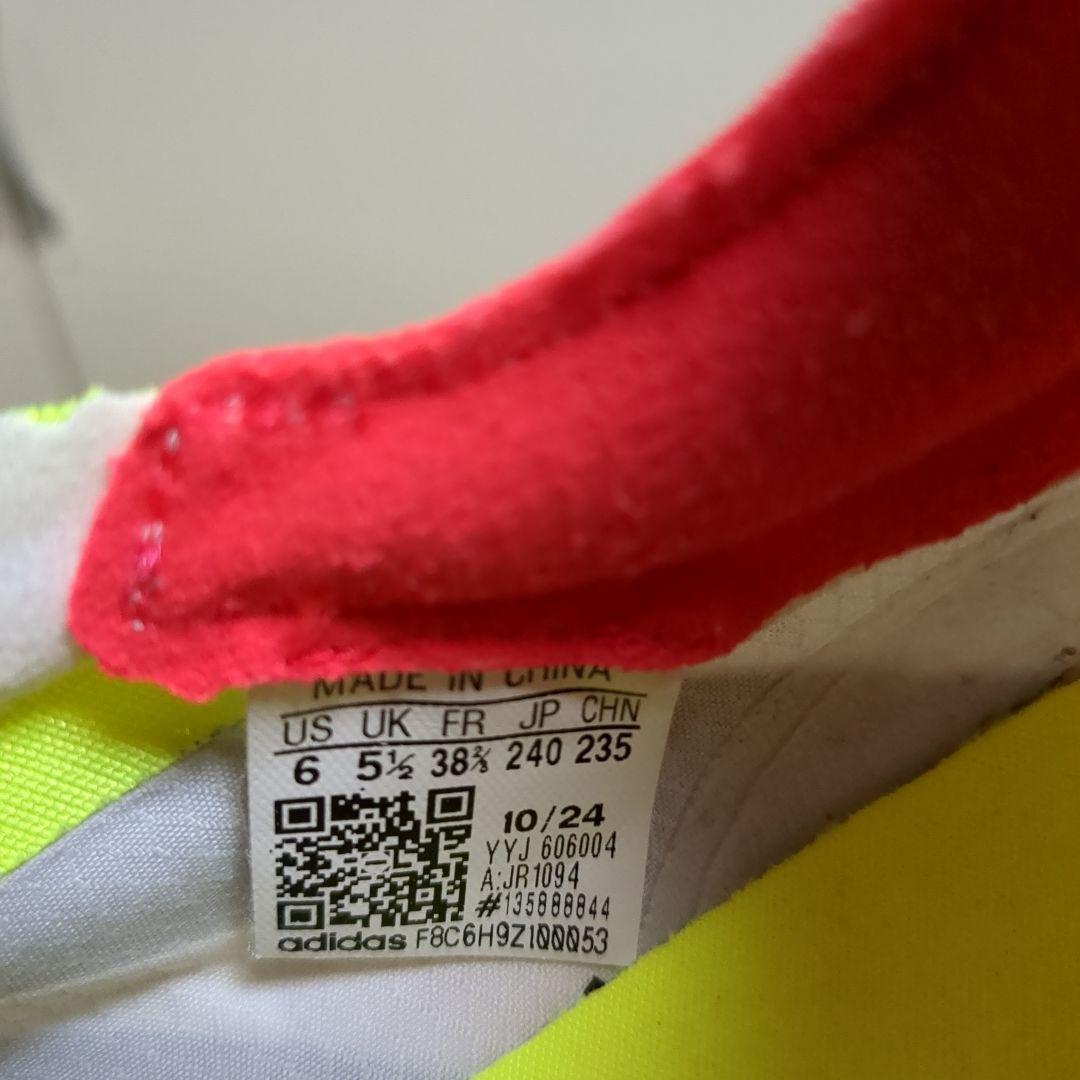 MADE IN CHINA
US UK FR JP CHN
6 5½ 38⅔ 240 235
10/24
YYJ 606004
A:JR1094
#135888844
adidas F8C6H9Z100053